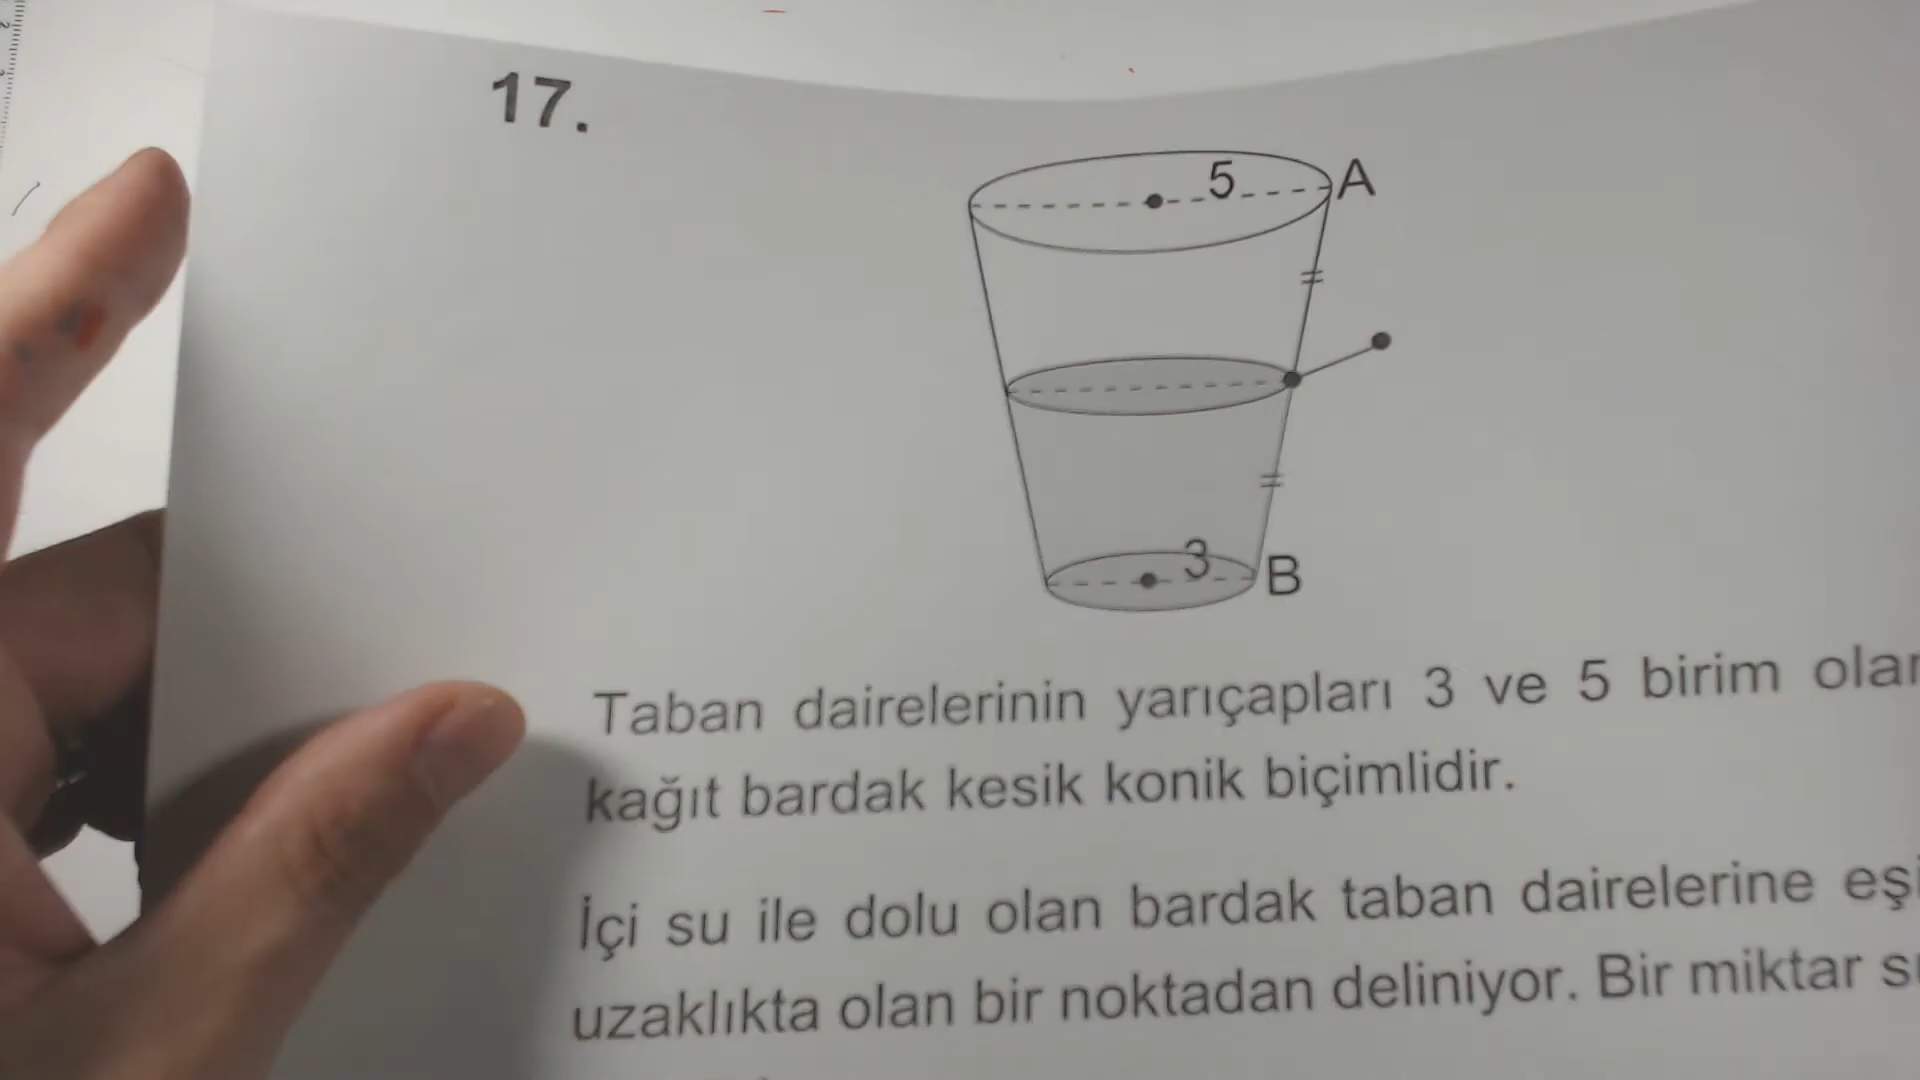 17.
5
A
3
B
Taban dairelerinin yarıçapları 3 ve 5 birim
kağıt bardak kesik konik biçimlidir.
İçi su ile dolu olan bardak taban dairelerine
uzaklıkta olan bir noktadan deliniyor. Bir miktar